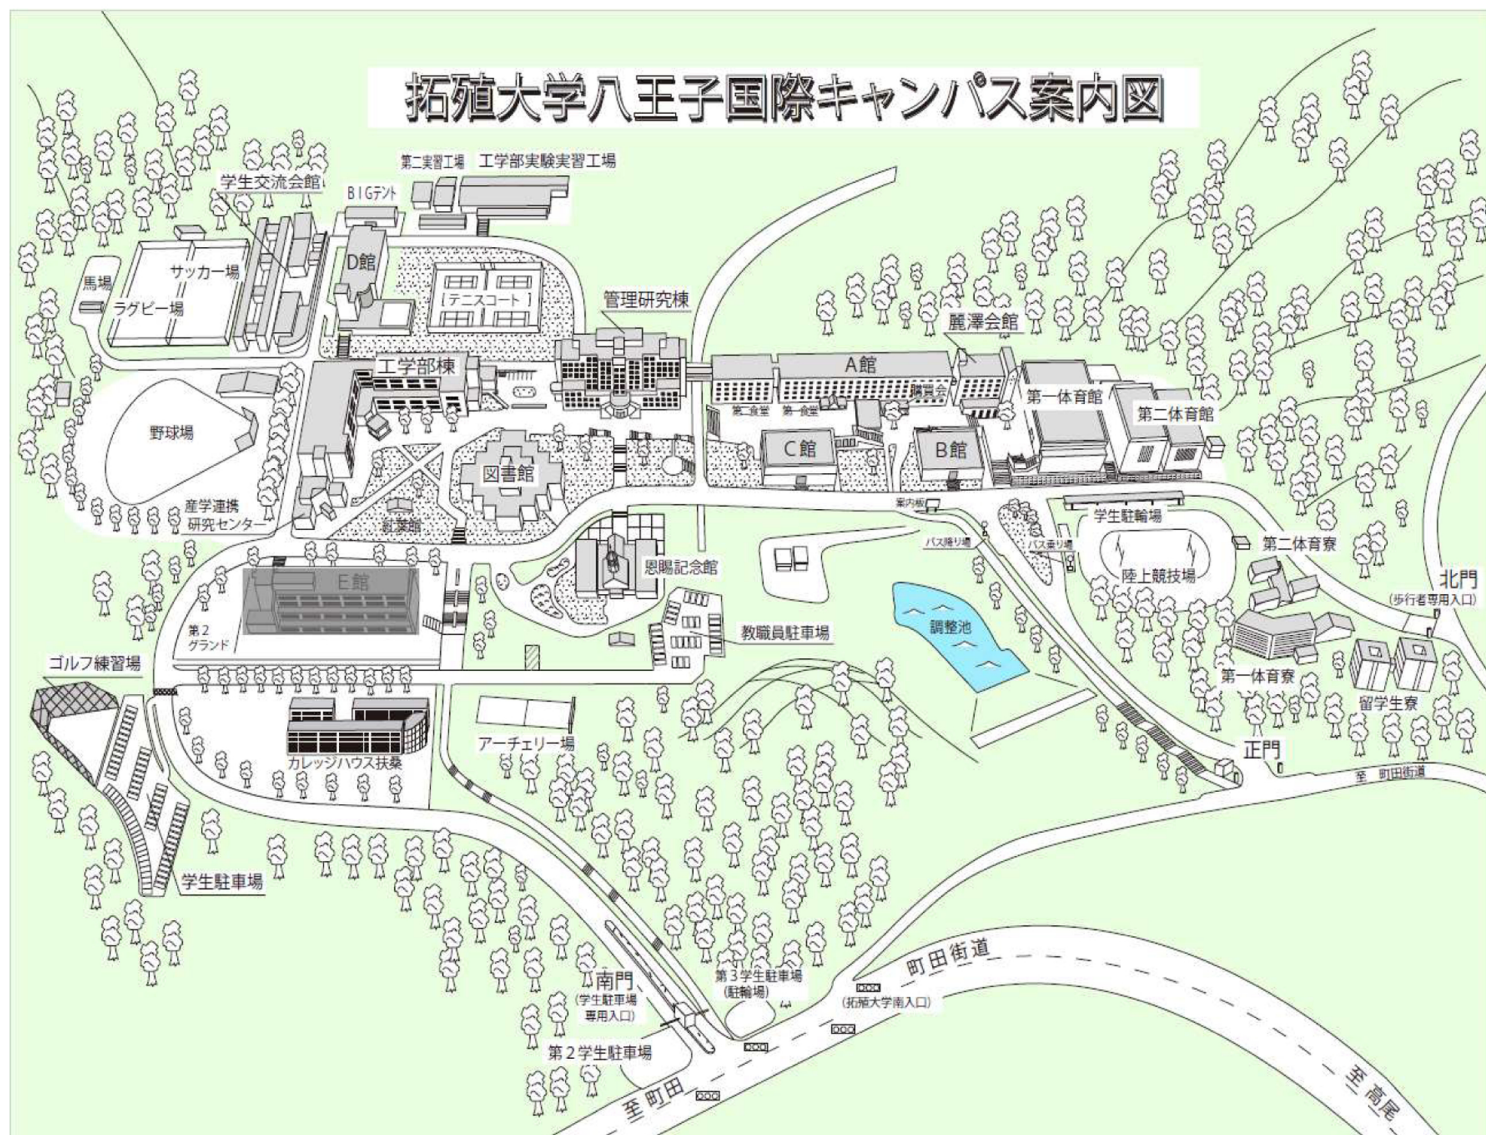 拓殖大学八王子国際キャンパス案内図
第二実習工場
工学部実験実習工場
学生交流会館
BIGテント
D館
サッカー場
馬場
ラグビー場
[テニスコート]
管理研究棟
麗澤会館
工学部棟
A館
購買会
第二食堂
第一食堂
第一体育館
第二体育館
野球場
図書館
C館
B館
産学連携
研究センター
紅葉館
案内板
学生駐輪場
バス降り場
バス乗り場
第二体育寮
恩賜記念館
陸上競技場
北門
(歩行者専用入口)
E館
第2
グランド
教職員駐車場
調整池
ゴルフ練習場
第一体育寮
留学生寮
アーチェリー場
カレッジハウス扶桑
正門
至 町田街道
学生駐車場
南門
(学生駐車場
専用入口)
第3学生駐車場
(駐輪場)
町田街道
(拓殖大学南入口)
第2学生駐車場
至町田
至高尾